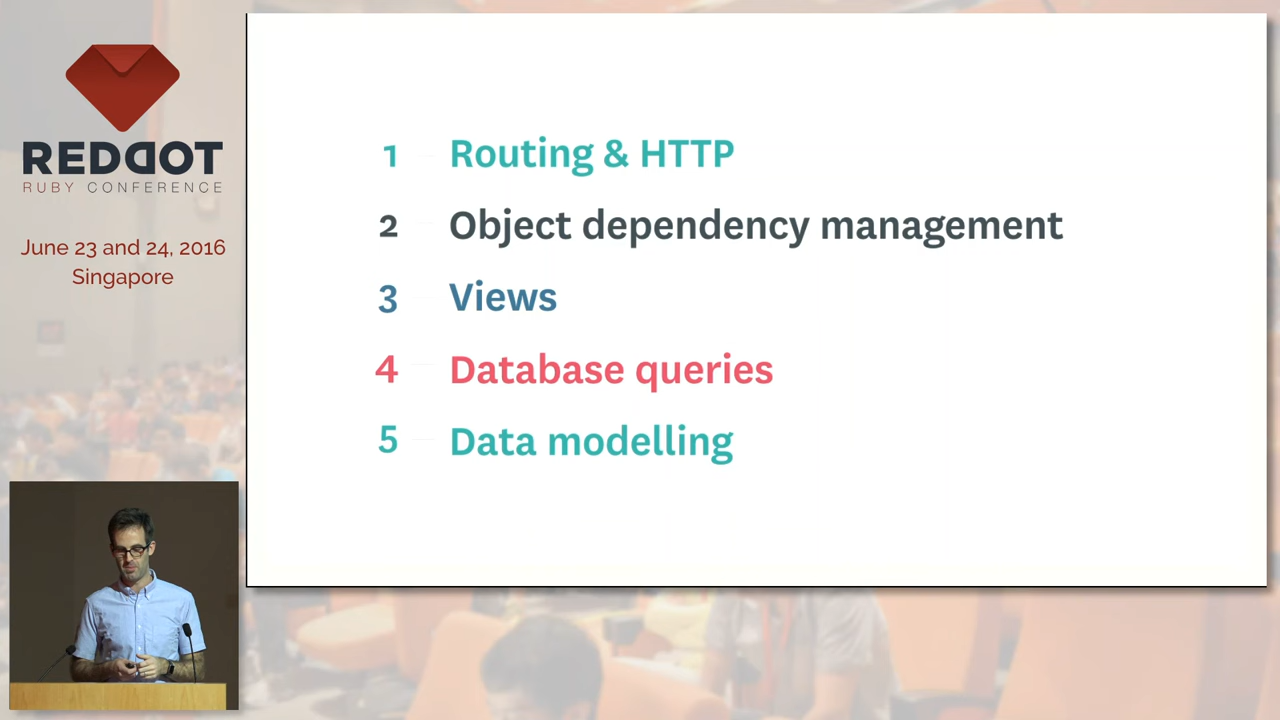 REDDOT
RUBY CONFERENCE
June 23 and 24, 2016
Singapore
1 Routing & HTTP
2 Object dependency management
3 Views
4 Database queries
5 Data modelling